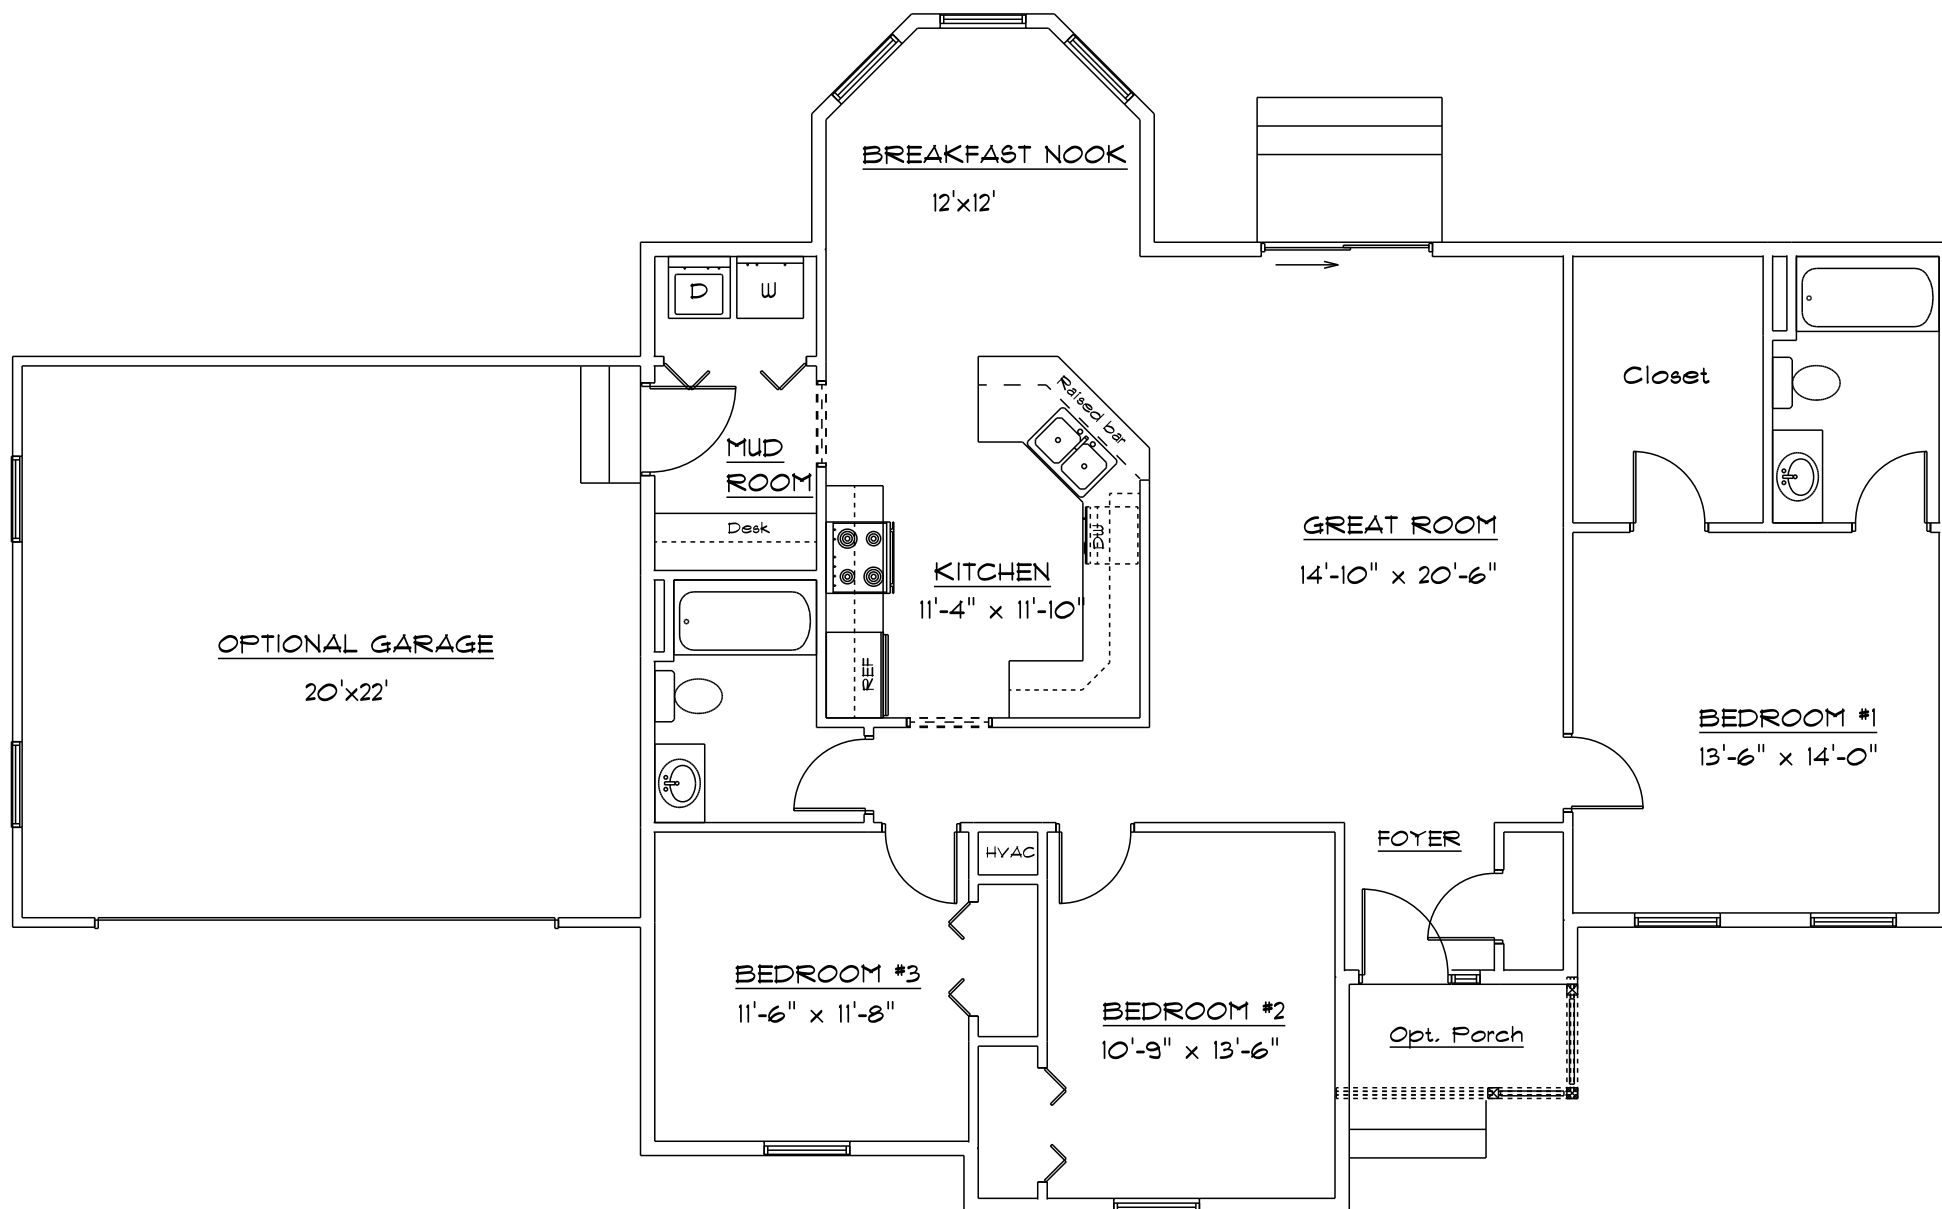 BREAKFAST NOOK
12'x12'
D
W
Closet
Raised bar
MUD
ROOM
Desk
DW
GREAT ROOM
14'-10" x 20'-6"
KITCHEN
11'-4" x 11'-10"
REF
OPTIONAL GARAGE
20'x22'
BEDROOM #1
13'-6" x 14'-0"
FOYER
HVAC
BEDROOM #3
11'-6" x 11'-8"
BEDROOM #2
10'-9" x 13'-6"
Opt. Porch